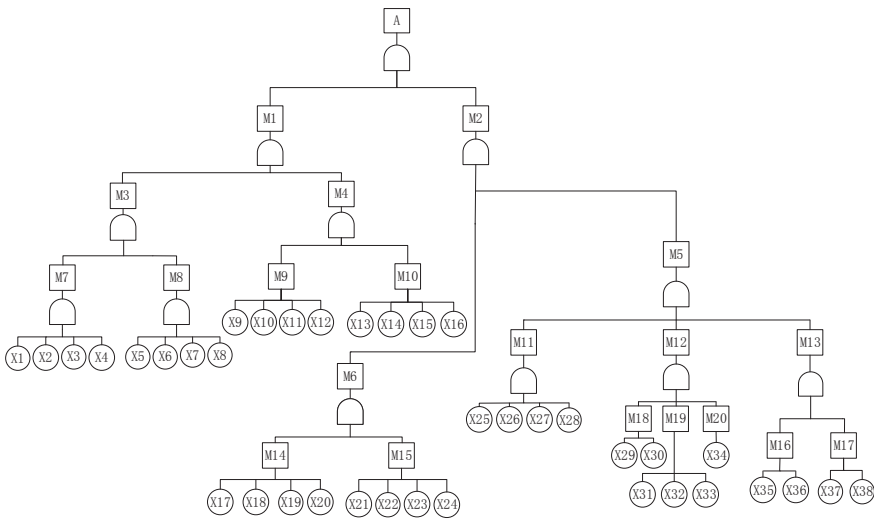 A
M1 M2
M3 M4
M5
M7 M8 M9 M10
X9 X10 X11 X12
X13 X14 X15 X16
M11 M12 M13
X1 X2 X3 X4 X5 X6 X7 X8
M6
M18 M19 M20
X25 X26 X27 X28
M16 M17
M14 M15
X29 X30 X34
X35 X36 X37 X38
X31 X32 X33
X17 X18 X19 X20 X21 X22 X23 X24